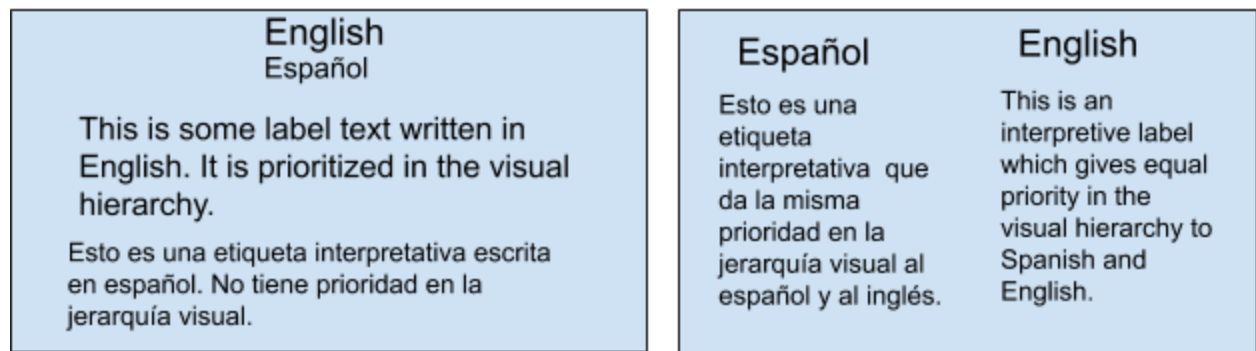 English
Español
This is some label text written in
English. It is prioritized in the visual
hierarchy.
Esto es una etiqueta interpretativa escrita
en español. No tiene prioridad en la
jerarquía visual.
Español
Esto es una
etiqueta
interpretativa  que
da la misma
prioridad en la
jerarquía visual al
español y al inglés.
English
This is an
interpretive label
which gives equal
priority in the
visual hierarchy to
Spanish and
English.